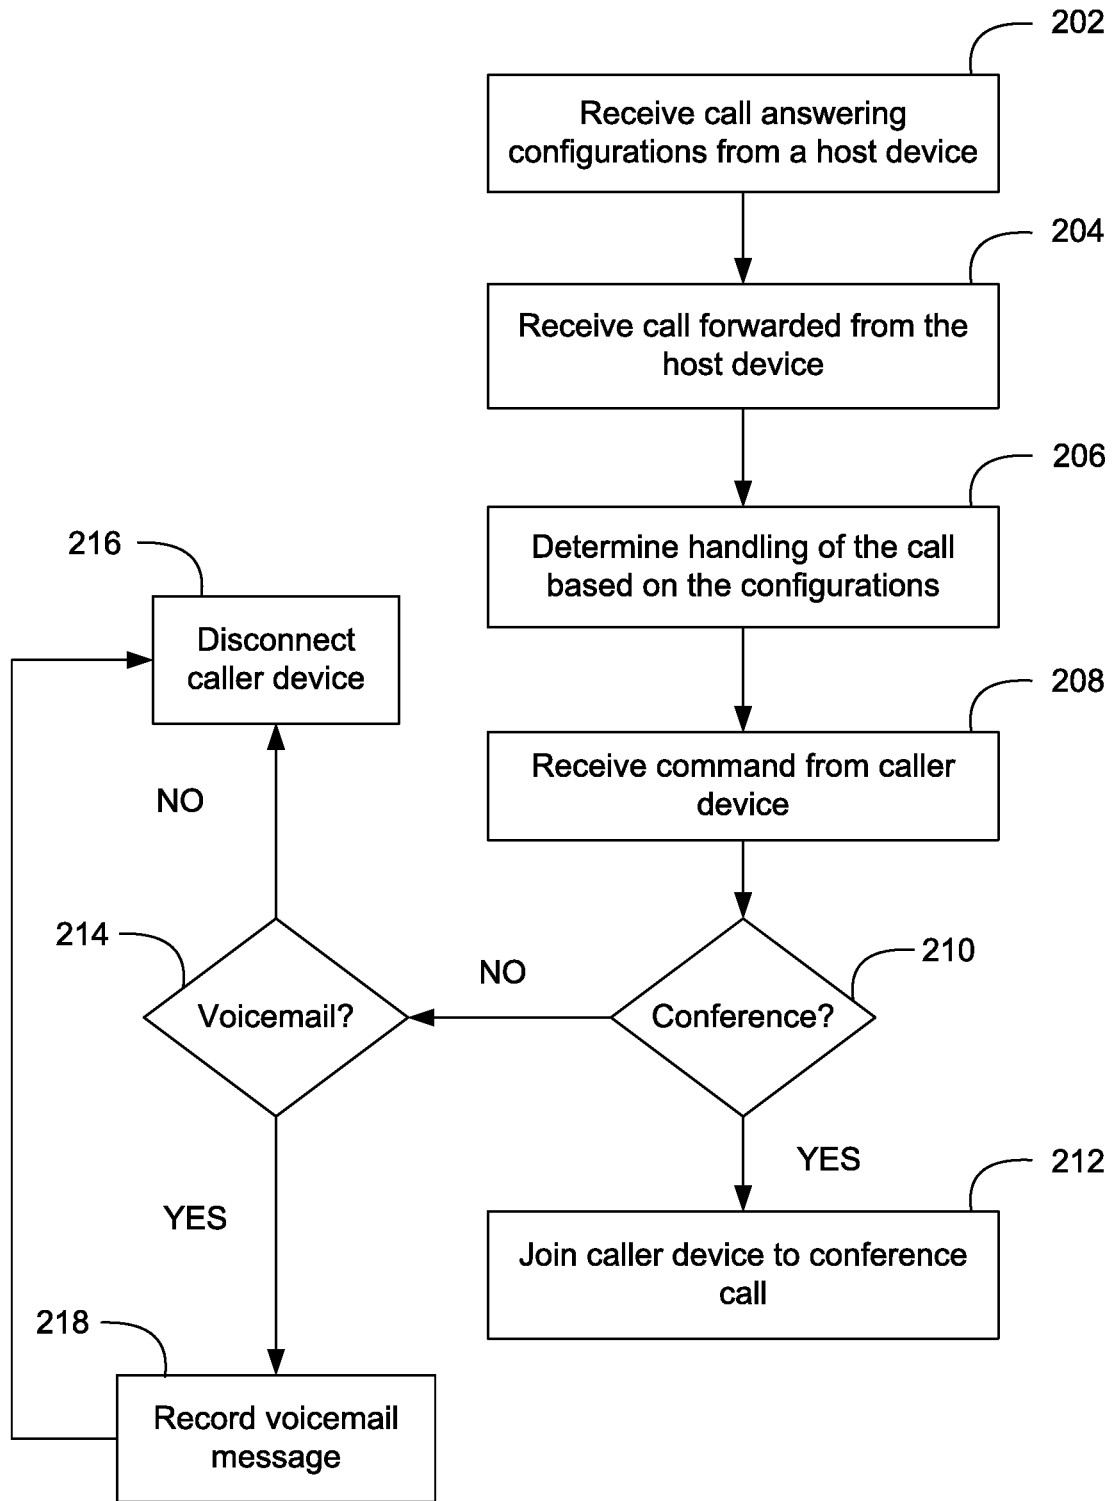 202
Receive call answering
configurations from a host device
204
Receive call forwarded from the
host device
206
Determine handling of the call
based on the configurations
216
Disconnect
caller device
208
Receive command from caller
device
NO
214
Voicemail?
NO
210
Conference?
YES
212
Join caller device to conference
call
YES
218
Record voicemail
message